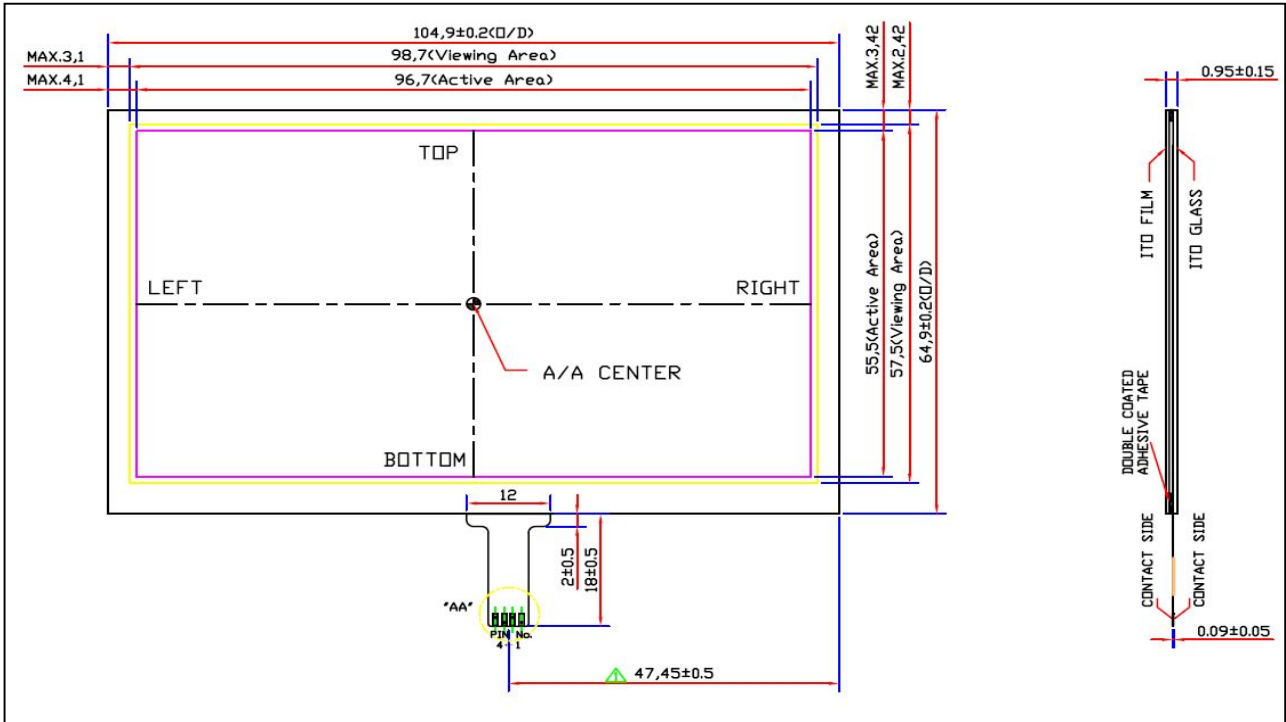 104,9±0.2(O/D)
MAX.3,1
98,7(Viewing Area)
MAX.4,1
96,7(Active Area)
MAX.3,42
MAX.2,42
0.95±0.15
TOP
LEFT
RIGHT
A/A CENTER
BOTTOM
55,5(Active Area)
57,5(Viewing Area)
64,9±0.2(O/D)
ITO FILM
ITO GLASS
DOUBLE COATED
ADHESIVE TAPE
12
2±0.5
18±0.5
"AA"
PIN No.
4 1
47,45±0.5
CONTACT SIDE
CONTACT SIDE
0.09±0.05